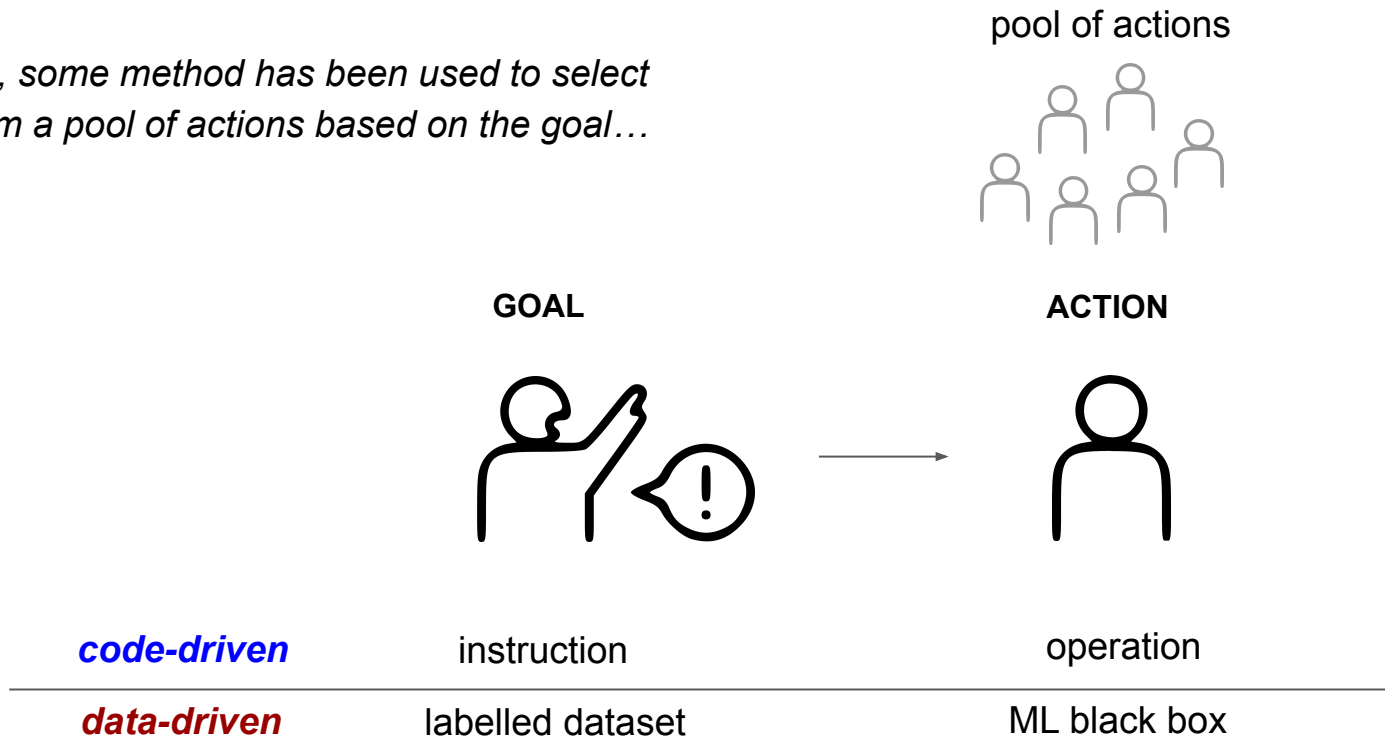 pool of actions
, some method has been used to select
a pool of actions based on the goal…
GOAL
ACTION
!
code-driven
instruction
operation
data-driven
labelled dataset
ML black box